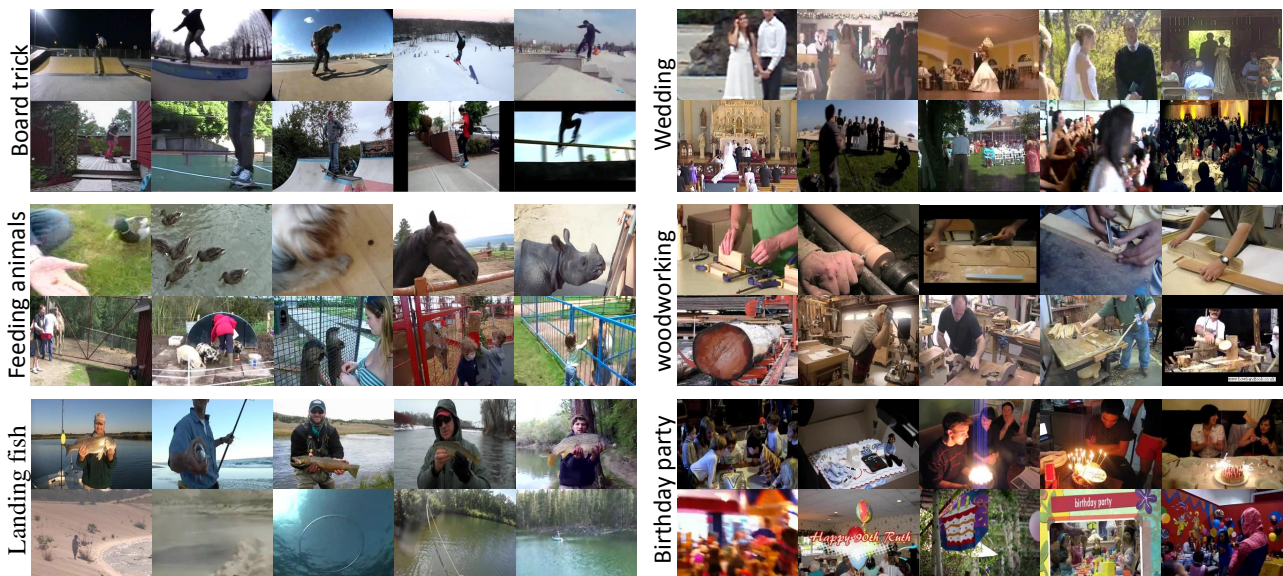 Board trick
Wedding
Feeding animals
woodworking
Landing fish
Birthday party
Happy 90th Ruth
birthday party